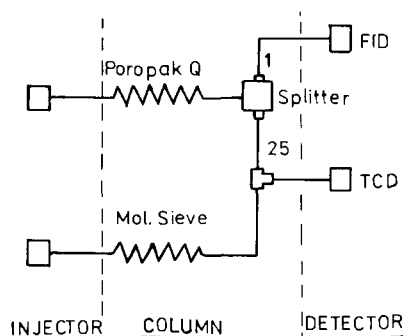 FID
1
Poropak Q
Splitter
25
TCD
Mol. Sieve
INJECTOR
COLUMN
DETECTOR